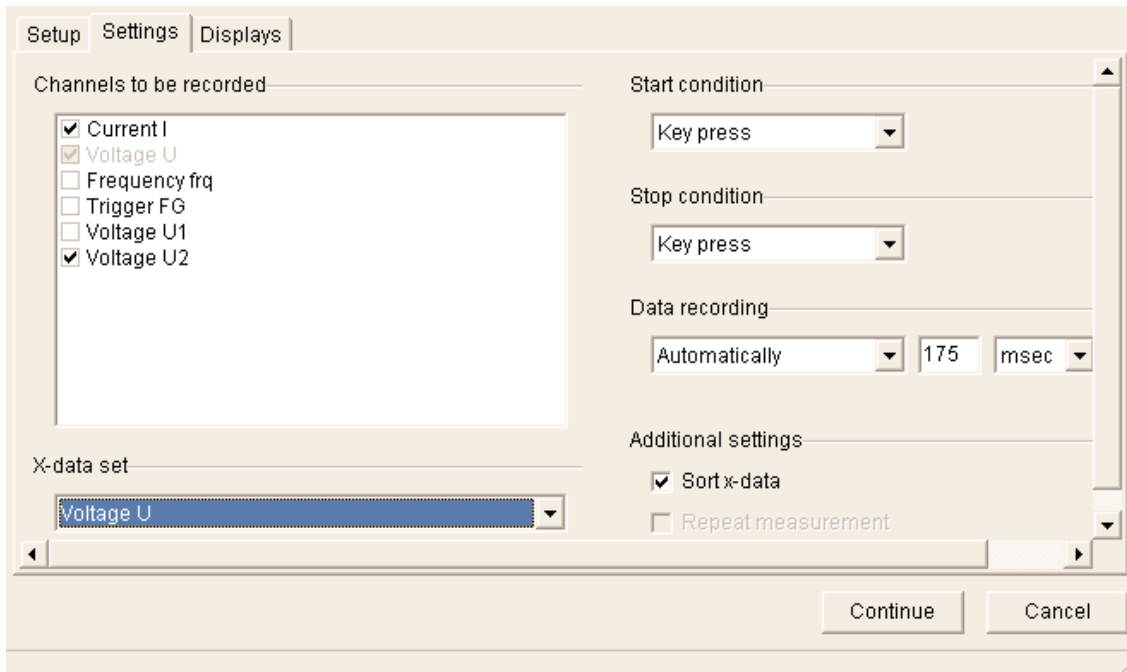 Setup Settings Displays
Channels to be recorded
Current I
Voltage U
Frequency frq
Trigger FG
Voltage U1
Voltage U2
X-data set
Voltage U
Start condition
Key press
Stop condition
Key press
Data recording
Automatically 175 msec
Additional settings
Sort x-data
Repeat measurement
Continue Cancel